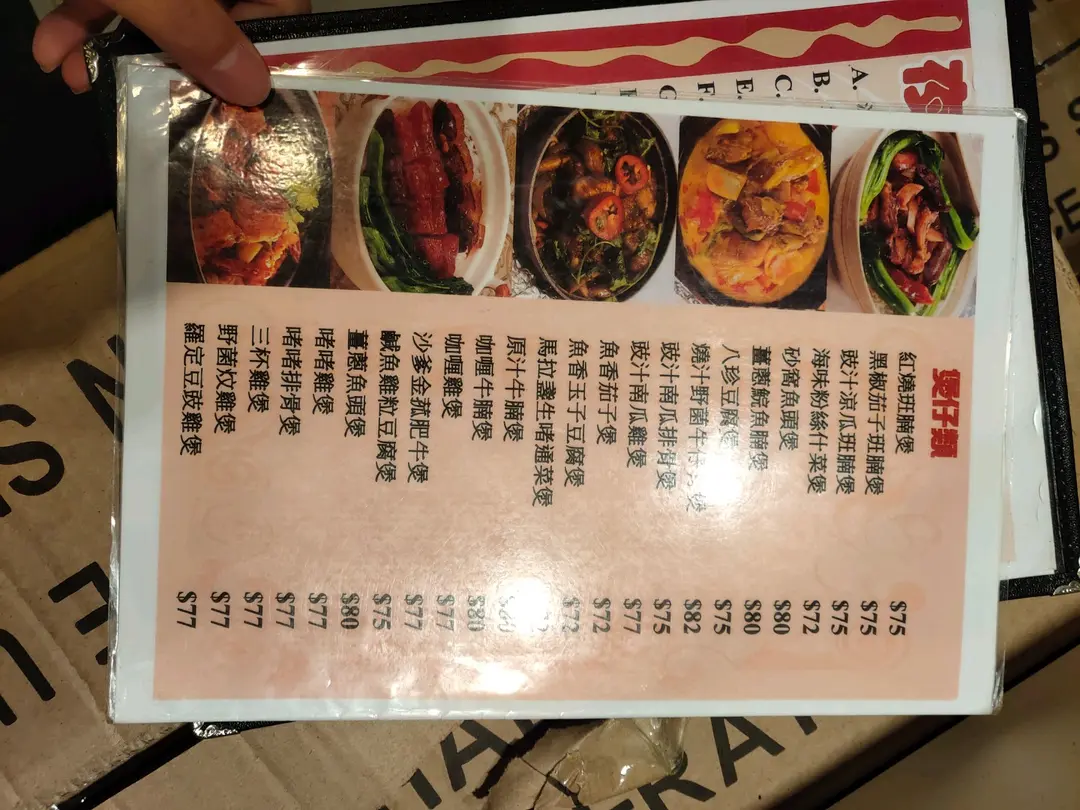 煲仔類
紅燒班腩煲 $75
黑椒茄子班腩煲 $75
豉汁涼瓜班腩煲 $75
海味粉絲什菜煲 $72
砂窩魚頭煲 $80
薑蔥鯇魚腩煲 $80
八珍豆腐煲 $75
燒汁野菌牛仔煲 $82
豉汁南瓜排骨煲 $75
豉汁南瓜雞煲 $77
魚香茄子煲 $72
魚香玉子豆腐煲 $72
馬拉盞生啫通菜煲
原汁牛腩煲
咖喱牛腩煲 $80
咖喱雞煲 $77
沙爹金菇肥牛煲 $77
鹹魚雞粒豆腐煲 $75
薑蔥魚頭煲 $80
啫啫雞煲 $77
啫啫排骨煲 $77
三杯雞煲 $77
野菌炆雞煲 $77
羅定豆豉雞煲 $77
A.
B.
C.
E.
F.
G